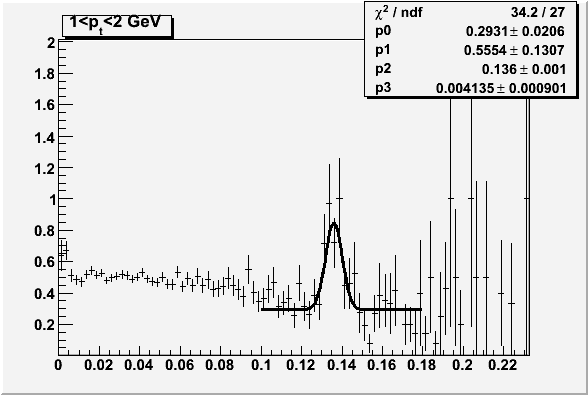 1<pt<2 GeV
χ² / ndf 34.2 / 27
p0 0.2931 ± 0.0206
p1 0.5554 ± 0.1307
p2 0.136 ± 0.001
p3 0.004135 ± 0.000901
2
1.8
1.6
1.4
1.2
1
0.8
0.6
0.4
0.2
0 0.02 0.04 0.06 0.08 0.1 0.12 0.14 0.16 0.18 0.2 0.22